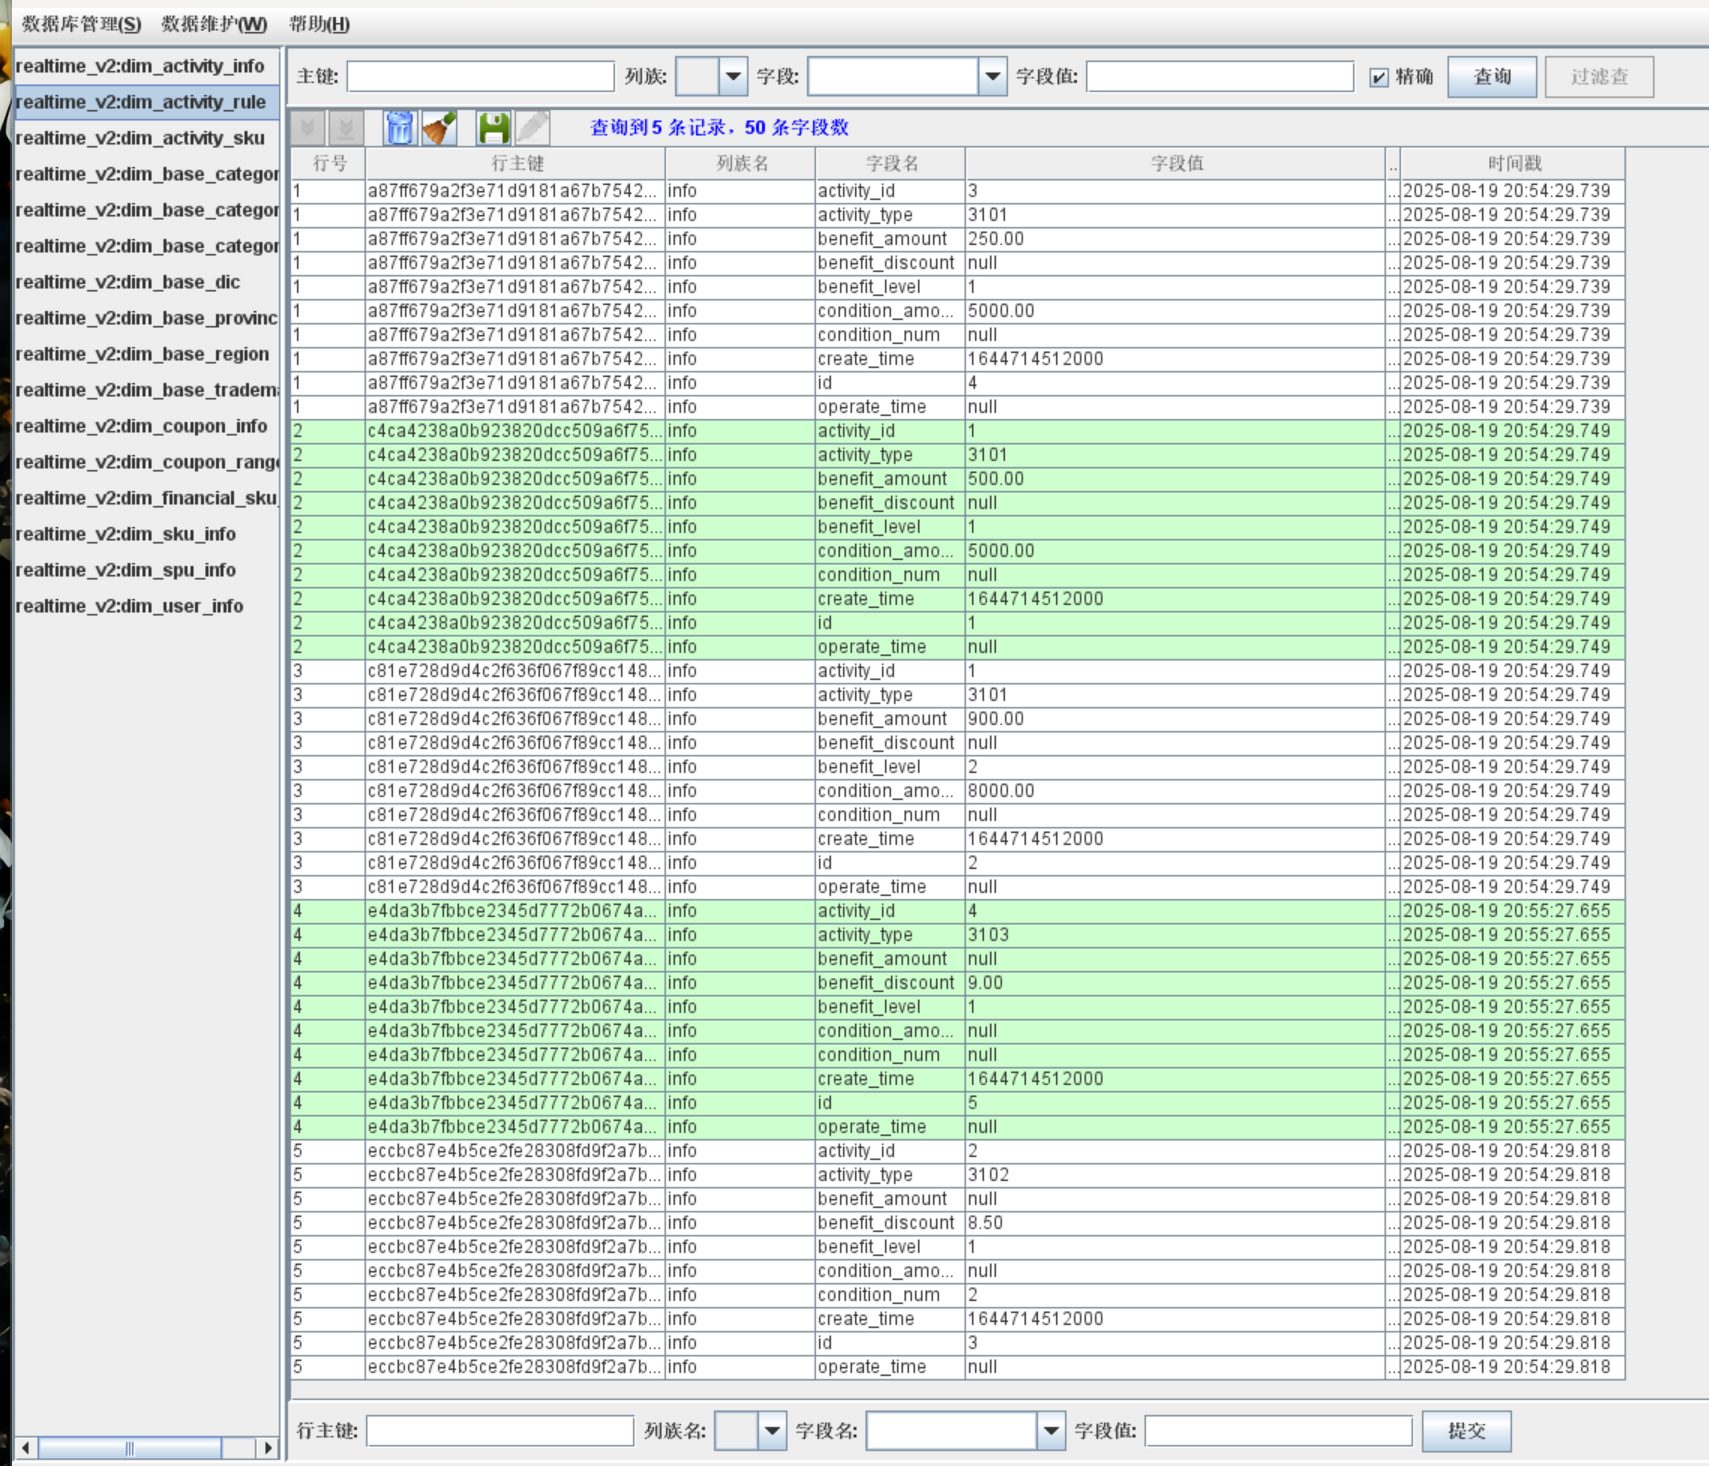 数据库管理(S) 数据维护(W) 帮助(H)
realtime_v2:dim_activity_info
realtime_v2:dim_activity_rule
realtime_v2:dim_activity_sku
realtime_v2:dim_base_categor
realtime_v2:dim_base_categor
realtime_v2:dim_base_categor
realtime_v2:dim_base_dic
realtime_v2:dim_base_provinc
realtime_v2:dim_base_region
realtime_v2:dim_base_tradema
realtime_v2:dim_coupon_info
realtime_v2:dim_coupon_range
realtime_v2:dim_financial_sku_
realtime_v2:dim_sku_info
realtime_v2:dim_spu_info
realtime_v2:dim_user_info
主键: 列族: 字段: 字段值: 精确 查询 过滤查
查询到 5 条记录，50 条字段数
行号 行主键 列族名 字段名 字段值 .. 时间戳
1 a87ff679a2f3e71d9181a67b7542... info activity_id 3 ... 2025-08-19 20:54:29.739
1 a87ff679a2f3e71d9181a67b7542... info activity_type 3101 ... 2025-08-19 20:54:29.739
1 a87ff679a2f3e71d9181a67b7542... info benefit_amount 250.00 ... 2025-08-19 20:54:29.739
1 a87ff679a2f3e71d9181a67b7542... info benefit_discount null ... 2025-08-19 20:54:29.739
1 a87ff679a2f3e71d9181a67b7542... info benefit_level 1 ... 2025-08-19 20:54:29.739
1 a87ff679a2f3e71d9181a67b7542... info condition_amo... 5000.00 ... 2025-08-19 20:54:29.739
1 a87ff679a2f3e71d9181a67b7542... info condition_num null ... 2025-08-19 20:54:29.739
1 a87ff679a2f3e71d9181a67b7542... info create_time 1644714512000 ... 2025-08-19 20:54:29.739
1 a87ff679a2f3e71d9181a67b7542... info id 4 ... 2025-08-19 20:54:29.739
1 a87ff679a2f3e71d9181a67b7542... info operate_time null ... 2025-08-19 20:54:29.739
2 c4ca4238a0b923820dcc509a6f75... info activity_id 1 ... 2025-08-19 20:54:29.749
2 c4ca4238a0b923820dcc509a6f75... info activity_type 3101 ... 2025-08-19 20:54:29.749
2 c4ca4238a0b923820dcc509a6f75... info benefit_amount 500.00 ... 2025-08-19 20:54:29.749
2 c4ca4238a0b923820dcc509a6f75... info benefit_discount null ... 2025-08-19 20:54:29.749
2 c4ca4238a0b923820dcc509a6f75... info benefit_level 1 ... 2025-08-19 20:54:29.749
2 c4ca4238a0b923820dcc509a6f75... info condition_amo... 5000.00 ... 2025-08-19 20:54:29.749
2 c4ca4238a0b923820dcc509a6f75... info condition_num null ... 2025-08-19 20:54:29.749
2 c4ca4238a0b923820dcc509a6f75... info create_time 1644714512000 ... 2025-08-19 20:54:29.749
2 c4ca4238a0b923820dcc509a6f75... info id 1 ... 2025-08-19 20:54:29.749
2 c4ca4238a0b923820dcc509a6f75... info operate_time null ... 2025-08-19 20:54:29.749
3 c81e728d9d4c2f636f067f89cc148... info activity_id 1 ... 2025-08-19 20:54:29.749
3 c81e728d9d4c2f636f067f89cc148... info activity_type 3101 ... 2025-08-19 20:54:29.749
3 c81e728d9d4c2f636f067f89cc148... info benefit_amount 900.00 ... 2025-08-19 20:54:29.749
3 c81e728d9d4c2f636f067f89cc148... info benefit_discount null ... 2025-08-19 20:54:29.749
3 c81e728d9d4c2f636f067f89cc148... info benefit_level 2 ... 2025-08-19 20:54:29.749
3 c81e728d9d4c2f636f067f89cc148... info condition_amo... 8000.00 ... 2025-08-19 20:54:29.749
3 c81e728d9d4c2f636f067f89cc148... info condition_num null ... 2025-08-19 20:54:29.749
3 c81e728d9d4c2f636f067f89cc148... info create_time 1644714512000 ... 2025-08-19 20:54:29.749
3 c81e728d9d4c2f636f067f89cc148... info id 2 ... 2025-08-19 20:54:29.749
3 c81e728d9d4c2f636f067f89cc148... info operate_time null ... 2025-08-19 20:54:29.749
4 e4da3b7fbbce2345d7772b0674a... info activity_id 4 ... 2025-08-19 20:55:27.655
4 e4da3b7fbbce2345d7772b0674a... info activity_type 3103 ... 2025-08-19 20:55:27.655
4 e4da3b7fbbce2345d7772b0674a... info benefit_amount null ... 2025-08-19 20:55:27.655
4 e4da3b7fbbce2345d7772b0674a... info benefit_discount 9.00 ... 2025-08-19 20:55:27.655
4 e4da3b7fbbce2345d7772b0674a... info benefit_level 1 ... 2025-08-19 20:55:27.655
4 e4da3b7fbbce2345d7772b0674a... info condition_amo... null ... 2025-08-19 20:55:27.655
4 e4da3b7fbbce2345d7772b0674a... info condition_num null ... 2025-08-19 20:55:27.655
4 e4da3b7fbbce2345d7772b0674a... info create_time 1644714512000 ... 2025-08-19 20:55:27.655
4 e4da3b7fbbce2345d7772b0674a... info id 5 ... 2025-08-19 20:55:27.655
4 e4da3b7fbbce2345d7772b0674a... info operate_time null ... 2025-08-19 20:55:27.655
5 eccbc87e4b5ce2fe28308fd9f2a7b... info activity_id 2 ... 2025-08-19 20:54:29.818
5 eccbc87e4b5ce2fe28308fd9f2a7b... info activity_type 3102 ... 2025-08-19 20:54:29.818
5 eccbc87e4b5ce2fe28308fd9f2a7b... info benefit_amount null ... 2025-08-19 20:54:29.818
5 eccbc87e4b5ce2fe28308fd9f2a7b... info benefit_discount 8.50 ... 2025-08-19 20:54:29.818
5 eccbc87e4b5ce2fe28308fd9f2a7b... info benefit_level 1 ... 2025-08-19 20:54:29.818
5 eccbc87e4b5ce2fe28308fd9f2a7b... info condition_amo... null ... 2025-08-19 20:54:29.818
5 eccbc87e4b5ce2fe28308fd9f2a7b... info condition_num 2 ... 2025-08-19 20:54:29.818
5 eccbc87e4b5ce2fe28308fd9f2a7b... info create_time 1644714512000 ... 2025-08-19 20:54:29.818
5 eccbc87e4b5ce2fe28308fd9f2a7b... info id 3 ... 2025-08-19 20:54:29.818
5 eccbc87e4b5ce2fe28308fd9f2a7b... info operate_time null ... 2025-08-19 20:54:29.818
行主键: 列族名: 字段名: 字段值: 提交